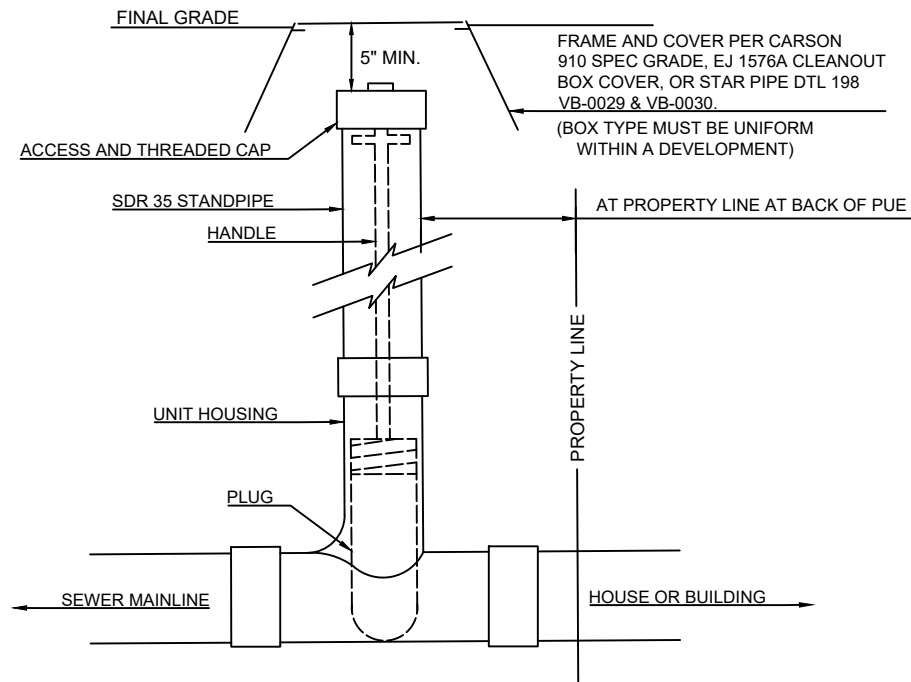 FINAL GRADE
5" MIN.
FRAME AND COVER PER CARSON
910 SPEC GRADE, EJ 1576A CLEANOUT
BOX COVER, OR STAR PIPE DTL 198
VB-0029 & VB-0030.
(BOX TYPE MUST BE UNIFORM
WITHIN A DEVELOPMENT)
ACCESS AND THREADED CAP
SDR 35 STANDPIPE
AT PROPERTY LINE AT BACK OF PUE
HANDLE
PROPERTY LINE
UNIT HOUSING
PLUG
SEWER MAINLINE
HOUSE OR BUILDING